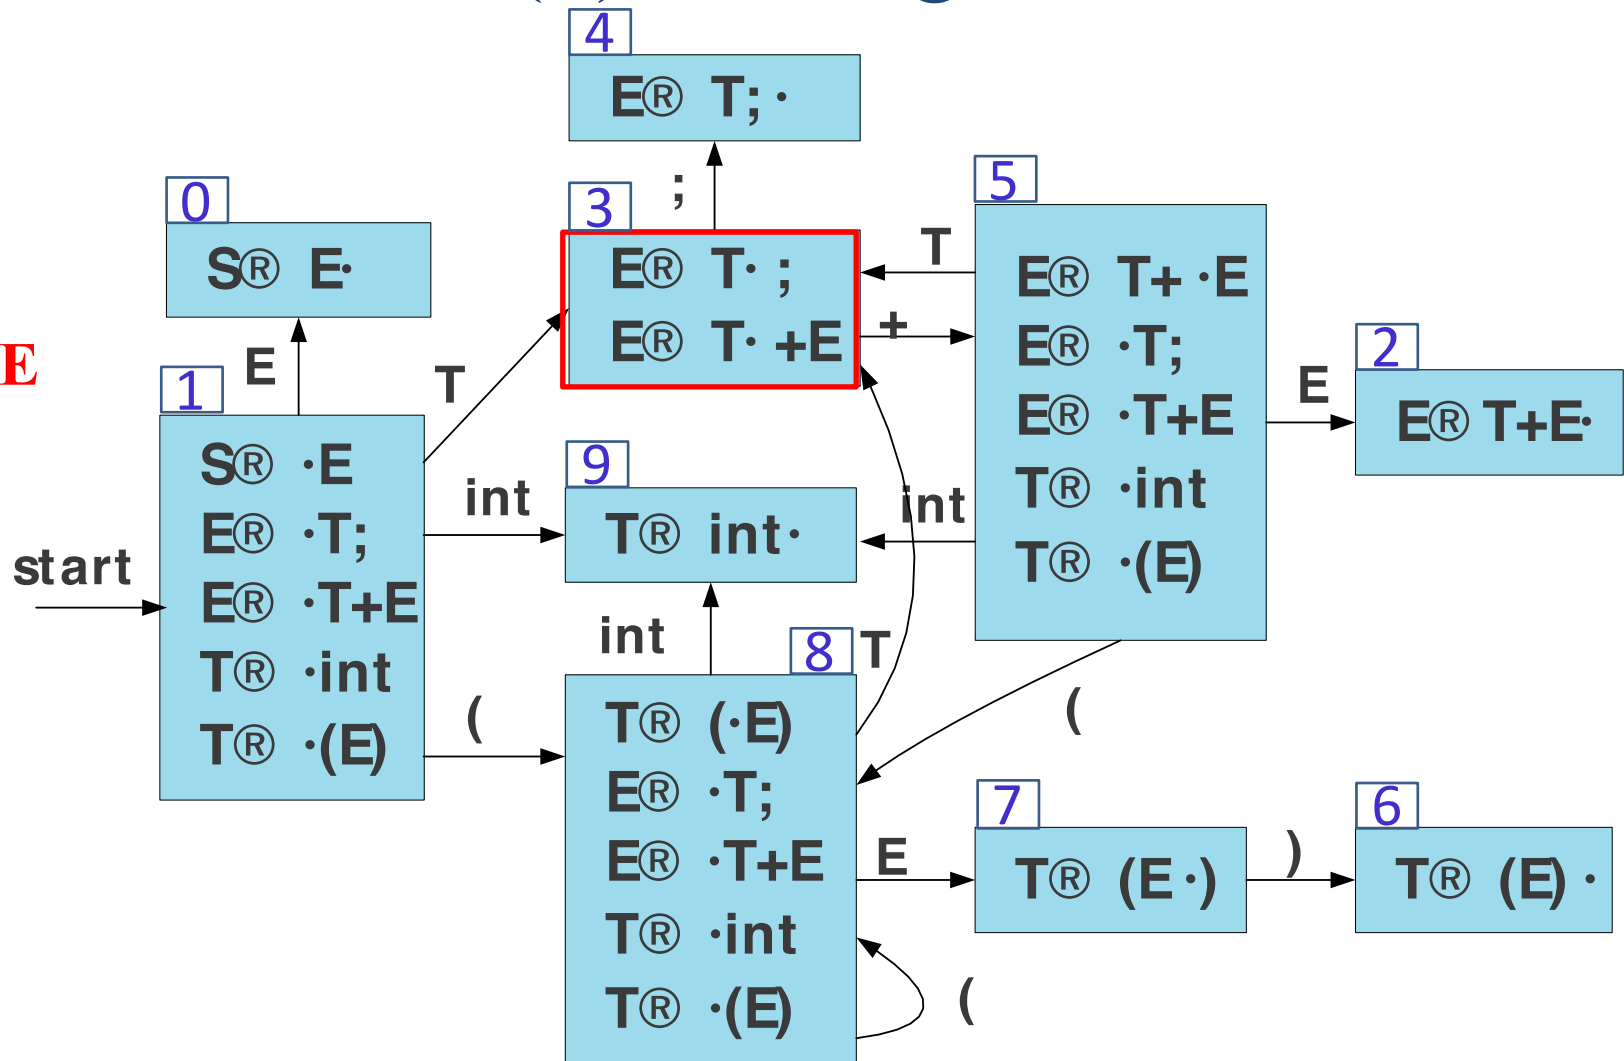 4
E® T; ·
;
0
S® E·
3
E® T· ;
E® T· +E
T
+
5
E® T+ ·E
E® ·T;
E® ·T+E
T® ·int
T® ·(E)
E
2
E® T+E·
E
E
T
1
S® ·E
E® ·T;
E® ·T+E
T® ·int
T® ·(E)
start
int
9
T® int·
int
int
(
8
T
T® (·E)
E® ·T;
E® ·T+E
T® ·int
T® ·(E)
(
E
7
T® (E ·)
)
6
T® (E) ·
(